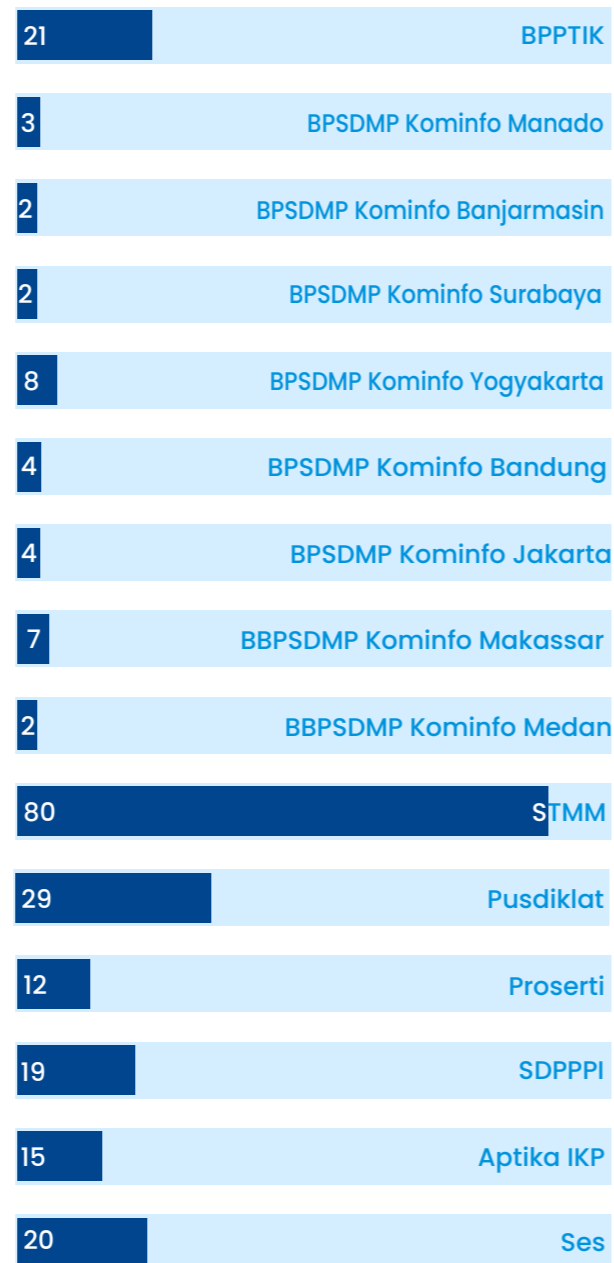 21 BPPTIK
3 BPSDMP Kominfo Manado
2 BPSDMP Kominfo Banjarmasin
2 BPSDMP Kominfo Surabaya
8 BPSDMP Kominfo Yogyakarta
4 BPSDMP Kominfo Bandung
4 BPSDMP Kominfo Jakarta
7 BBPSDMP Kominfo Makassar
2 BBPSDMP Kominfo Medan
80 STMM
29 Pusdiklat
12 Proserti
19 SDPPPI
15 Aptika IKP
20 Ses